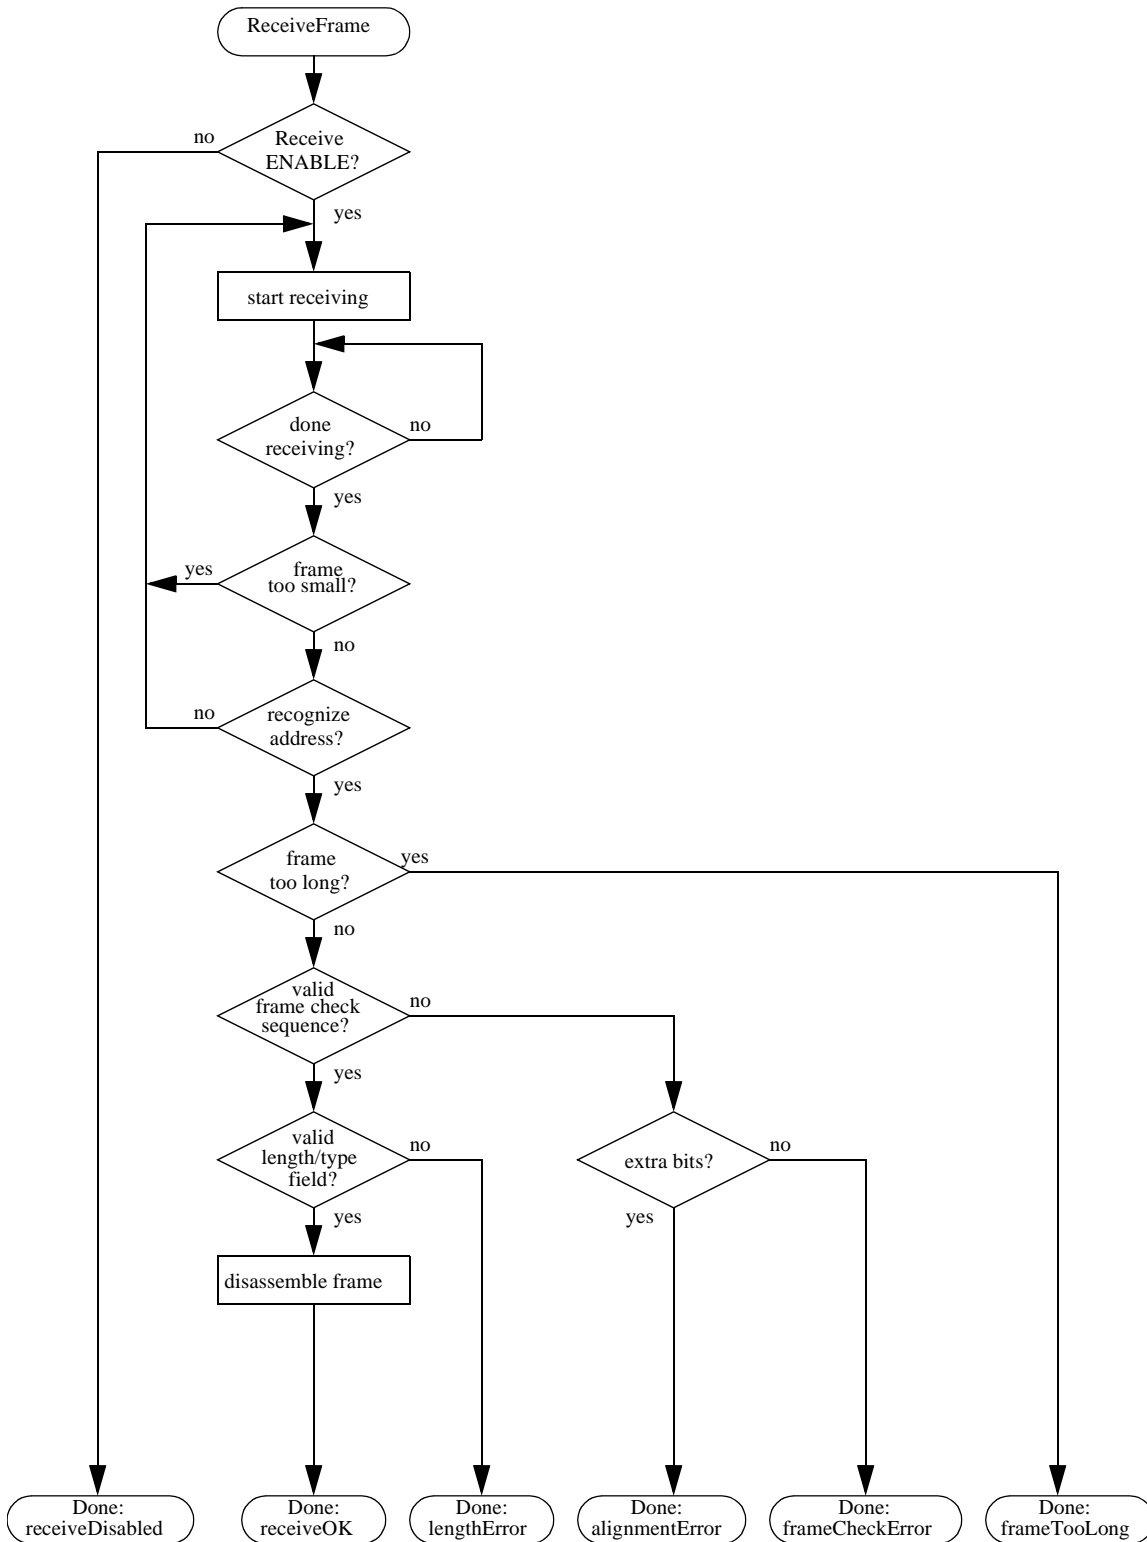 ReceiveFrame
no
Receive
ENABLE?
yes
start receiving
done
receiving?
no
yes
yes
frame
too small?
no
no
recognize
address?
yes
frame
too long?
yes
no
valid
frame check
sequence?
no
yes
valid
length/type
field?
no
extra bits?
no
yes
yes
disassemble frame
Done:
receiveDisabled
Done:
receiveOK
Done:
lengthError
Done:
alignmentError
Done:
frameCheckError
Done:
frameTooLong